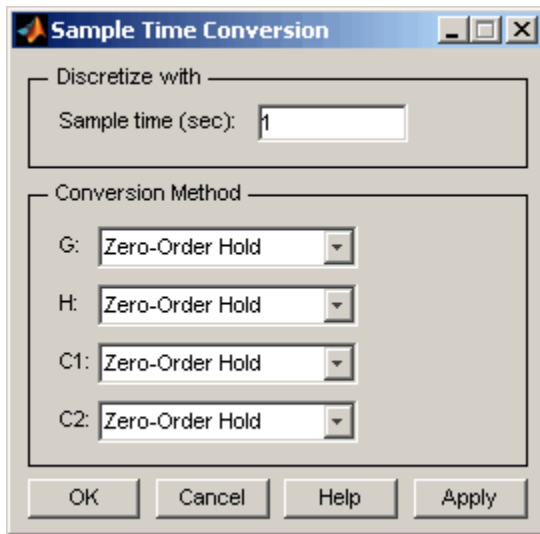 Sample Time Conversion
Discretize with
Sample time (sec): 1
Conversion Method
G: Zero-Order Hold
H: Zero-Order Hold
C1: Zero-Order Hold
C2: Zero-Order Hold
OK Cancel Help Apply